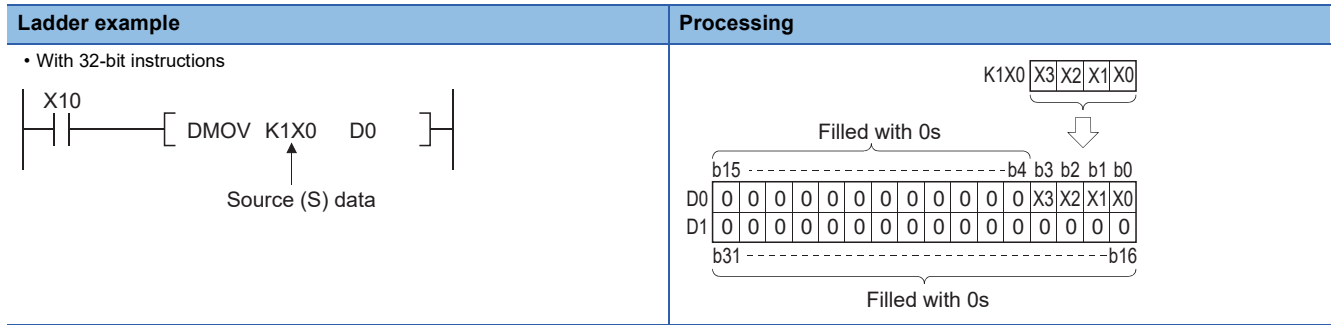 Ladder example
Processing
• With 32-bit instructions
X10
DMOV K1X0 D0
Source (S) data
K1X0 X3 X2 X1 X0
Filled with 0s
b15 b4 b3 b2 b1 b0
D0 0 0 0 0 0 0 0 0 0 0 0 0 X3 X2 X1 X0
D1 0 0 0 0 0 0 0 0 0 0 0 0 0 0 0 0
b31 b16
Filled with 0s